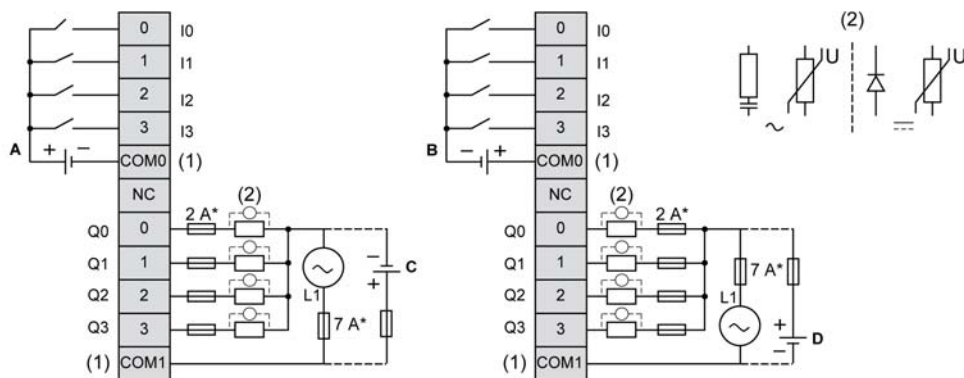 0 I0
1 I1
2 I2
3 I3
A + − COM0 (1)
NC
(2)
2 A*
Q0 0
Q1 1
Q2 2
Q3 3
(1) COM1
L1
7 A*
− C
+
0 I0
1 I1
2 I2
3 I3
B − + COM0 (1)
NC
(2)
2 A*
Q0 0
Q1 1
Q2 2
Q3 3
(1) COM1
7 A*
L1
+ D
−
(2)
U U